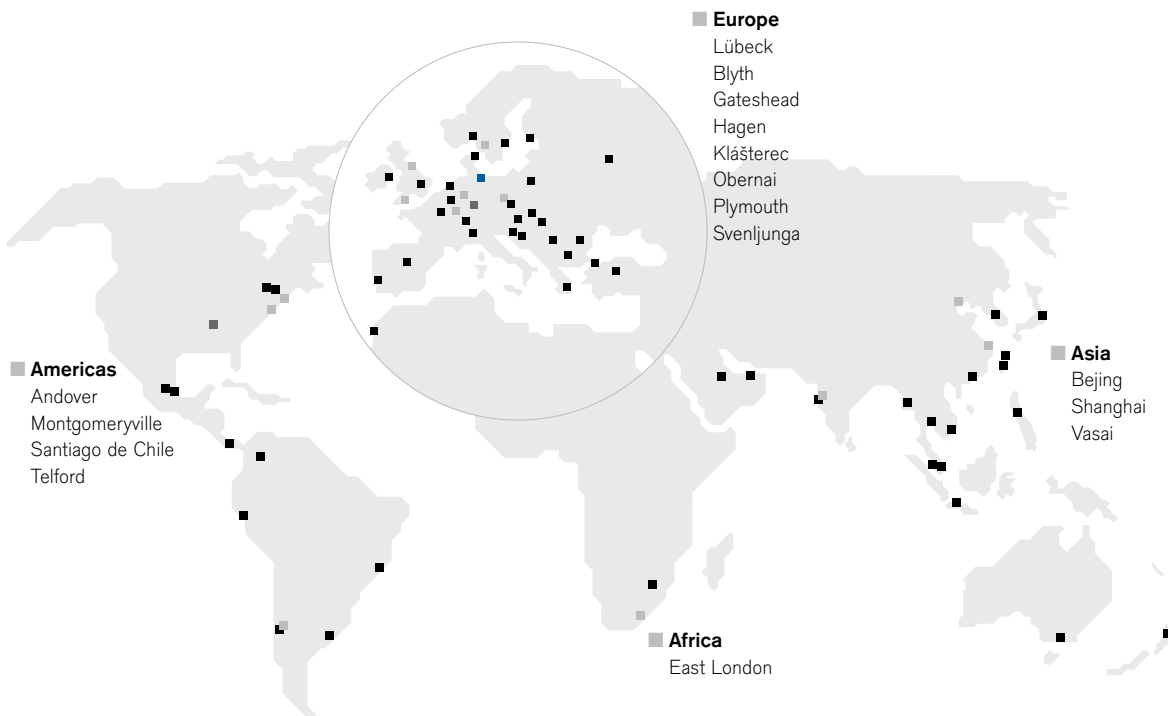 Europe
Lübeck
Blyth
Gateshead
Hagen
Klášterec
Obernai
Plymouth
Svenljunga
Americas
Andover
Montgomeryville
Santiago de Chile
Telford
Asia
Bejing
Shanghai
Vasai
Africa
East London